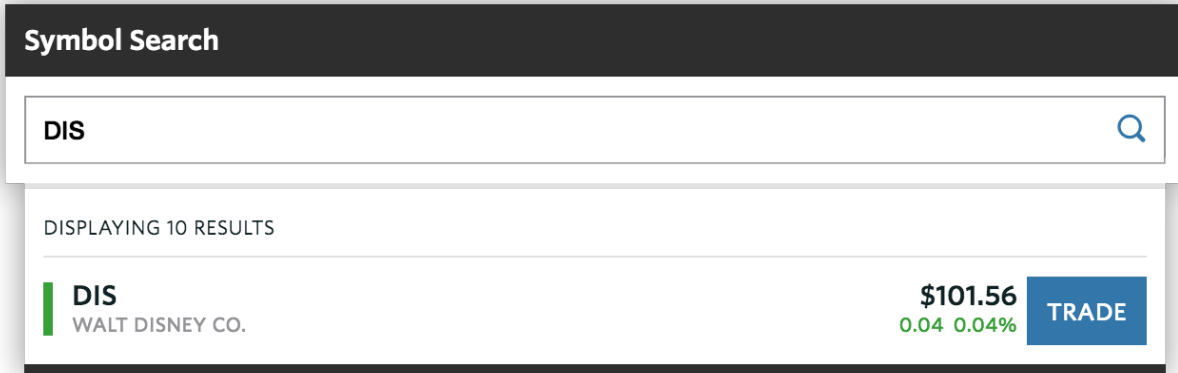 Symbol Search
DIS
DISPLAYING 10 RESULTS
DIS
WALT DISNEY CO.
$101.56
0.04 0.04%
TRADE